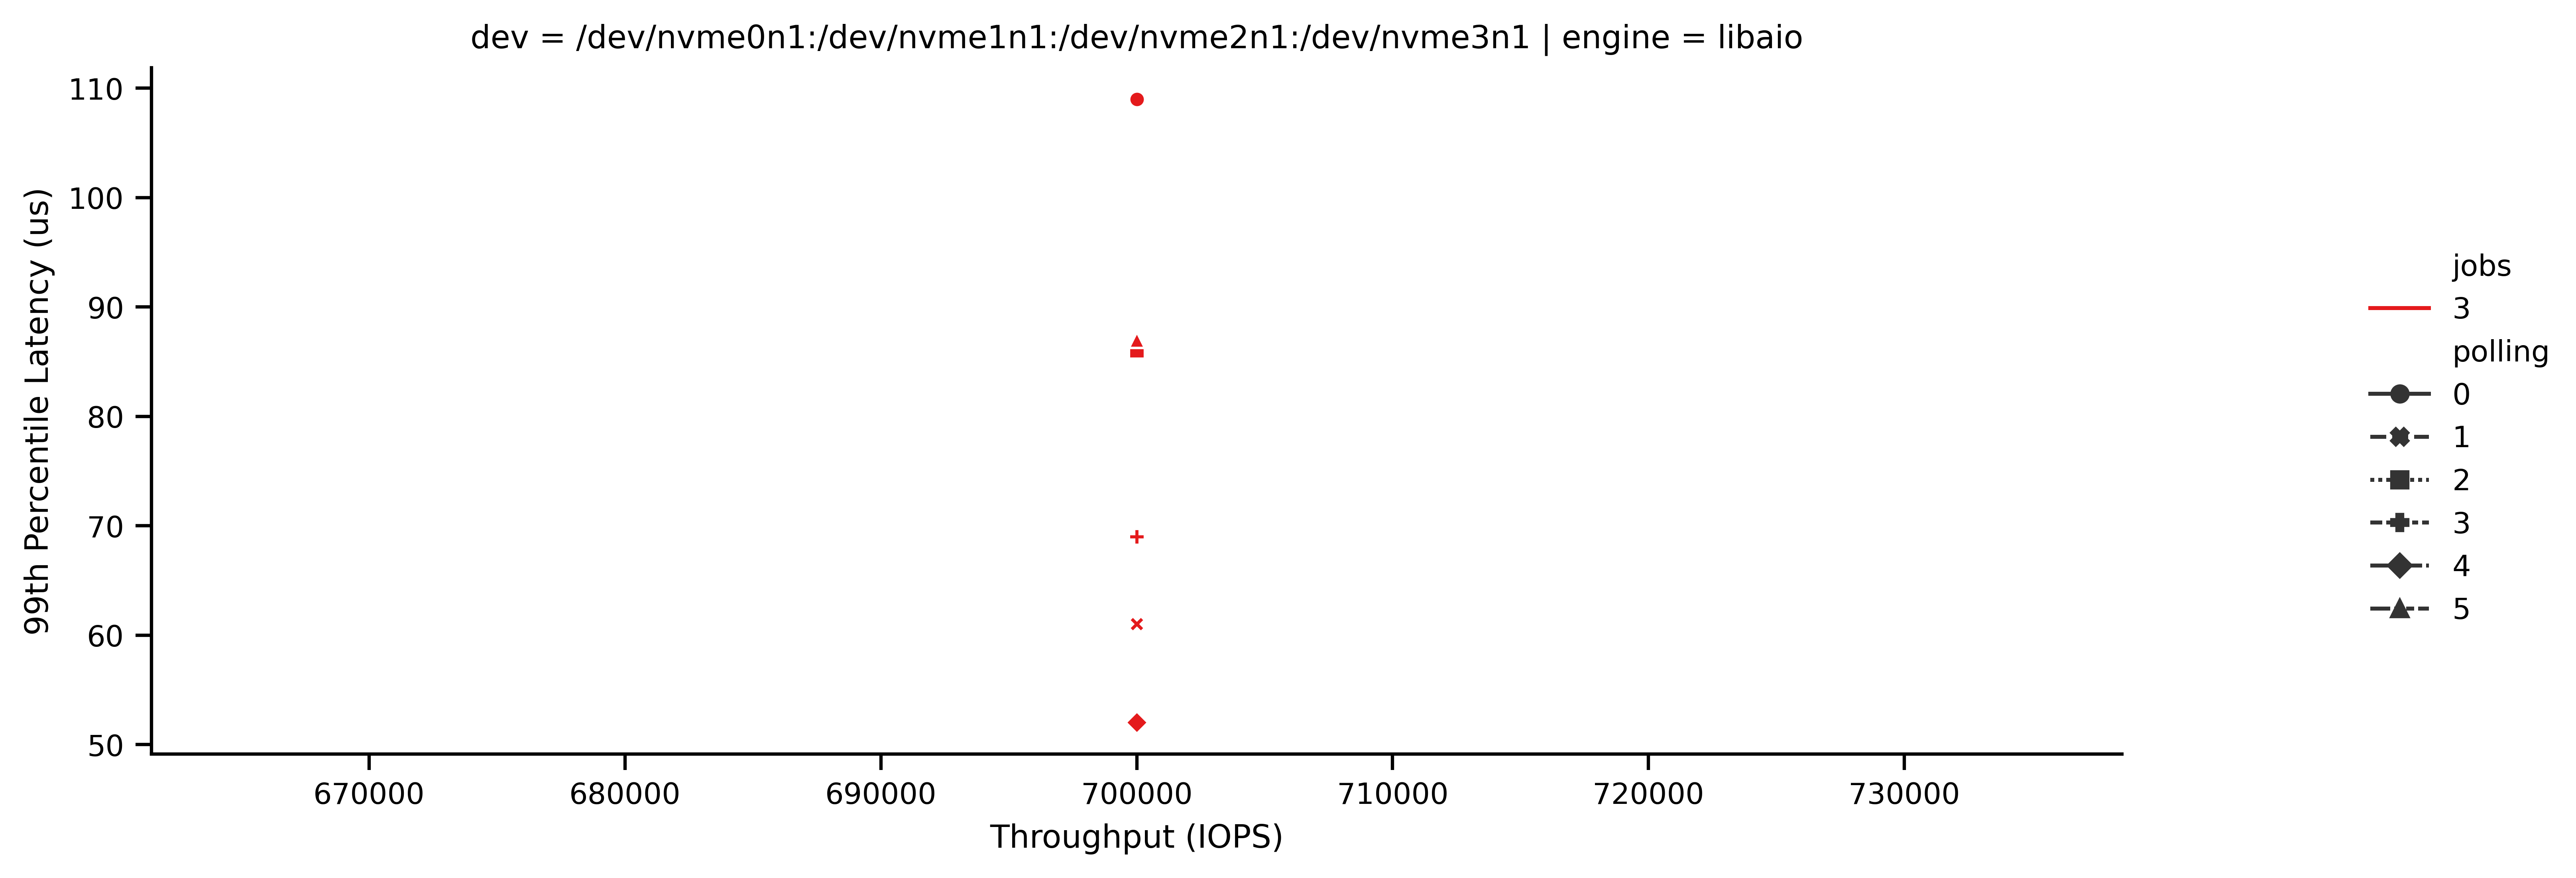 dev = /dev/nvme0n1:/dev/nvme1n1:/dev/nvme2n1:/dev/nvme3n1 | engine = libaio
99th Percentile Latency (us)
110
100
90
80
70
60
50
670000 680000 690000 700000 710000 720000 730000
Throughput (IOPS)
jobs
3
polling
0
1
2
3
4
5